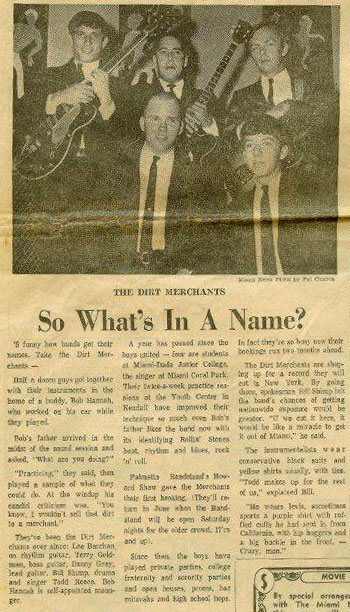 Miami News Photo by Pat Canova
THE DIRT MERCHANTS
So What's In A Name?
'S funny how bands get their
names. Take the Dirt Mer-
chants —
Half a dozen guys got together
with their instruments in the
home of a buddy, Bob Hannah,
who worked on his car while
they played.
Bob's father arrived in the
midst of the sound session and
asked, "What are you doing?"
"Practicing," they said, then
played a sample of what they
could do. At the windup his
candid criticism was, "You
know, I wouldn't sell that dirt
to a merchant."
They've been the Dirt Mer-
chants ever since: Lee Barchan,
on rhythm guitar, Terry Gold-
man, bass guitar; Danny Gray,
lead guitar, Bill Shimp, drums
and singer Todd Reece. Bob
Hannah is self-appointed mana-
ger.
A year has passed since the
boys united — four are students
at Miami-Dade Junior College,
the singer at Miami Coral Park.
Their twice-a-week practice ses-
sions at the Youth Center in
Kendall have improved their
technique so much even Bob's
father likes the band now with
its identifying Rollin' Stones
beat, rhythm and blues, rock
'n' roll.
Palmetto Bandstand's How-
ard Show gave the Merchants
their first booking. (They'll re-
turn in June when the Band-
stand will be open Saturday
nights for the older crowd, 17½
and up).
Since then, the boys have
played private parties, college
fraternity and sorority parties
and open houses, proms, bar
mitzvahs and high school hops.
In fact they're so busy now their
bookings run two months ahead.
The Dirt Merchants are shap-
ing up for a record they will
cut in New York. By going
there, spokesman Bill Shimp felt
the band's chances of getting
nationwide exposure would be
greater. "If we cut it here, it
would be like a miracle to get
it out of Miami," he said.
The instrumentalists wear
conservative black suits and
yellow shirts usually, with ties.
"Todd makes up for the rest
of us," explained Bill.
"He wears levis, sometimes
sports a purple shirt with ruf-
fled cuffs he had sent in from
California, with hip huggers and
a big buckle in the front. —
Crazy, mom."
MOVIE
By special arrange
with The Miami